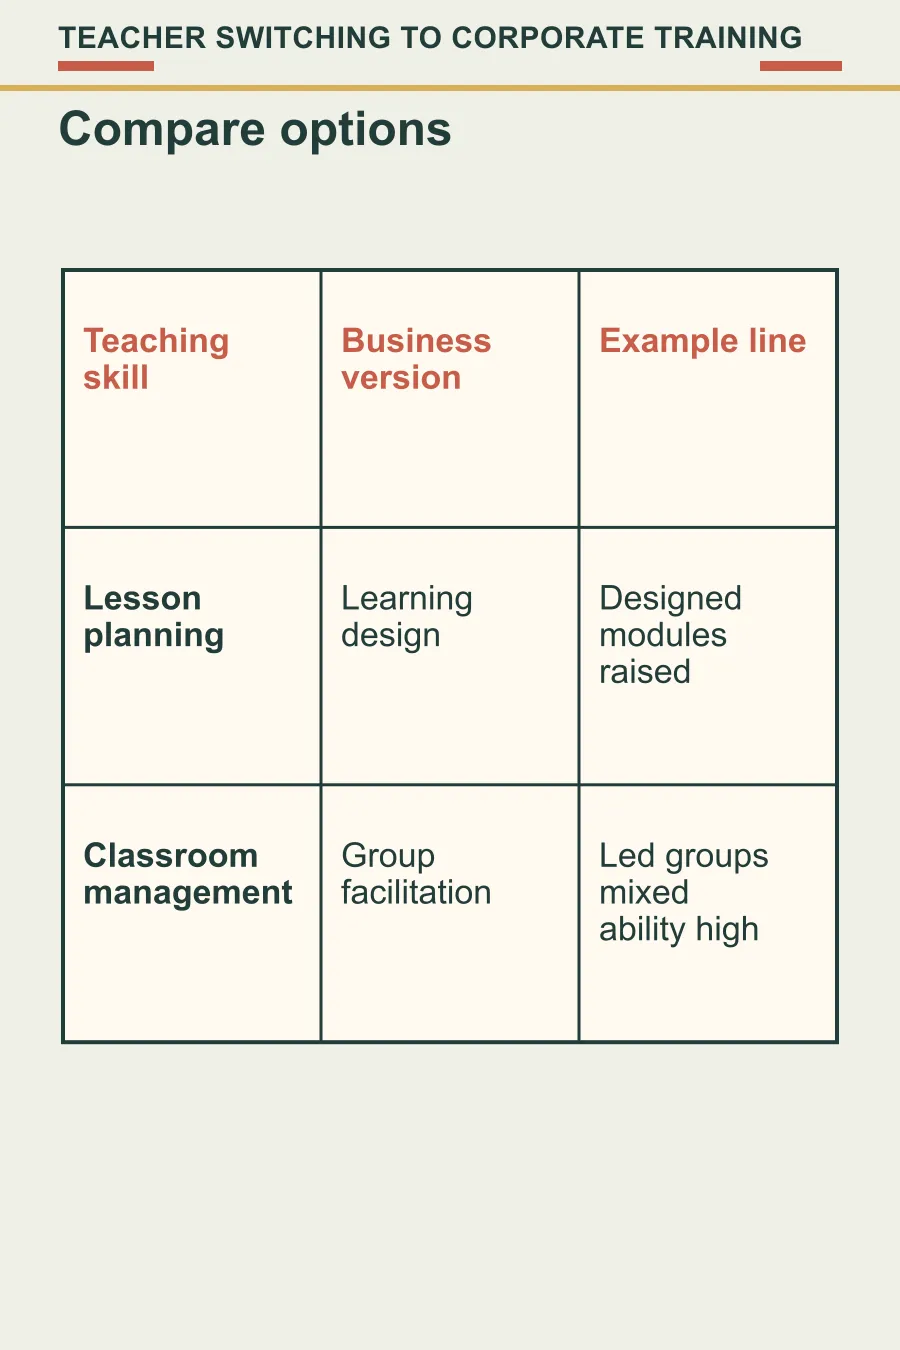 TEACHER SWITCHING TO CORPORATE TRAINING
Compare options
Teaching
skill
Business
version
Example line
Lesson
planning
Learning
design
Designed
modules
raised
Classroom
management
Group
facilitation
Led groups
mixed
ability high